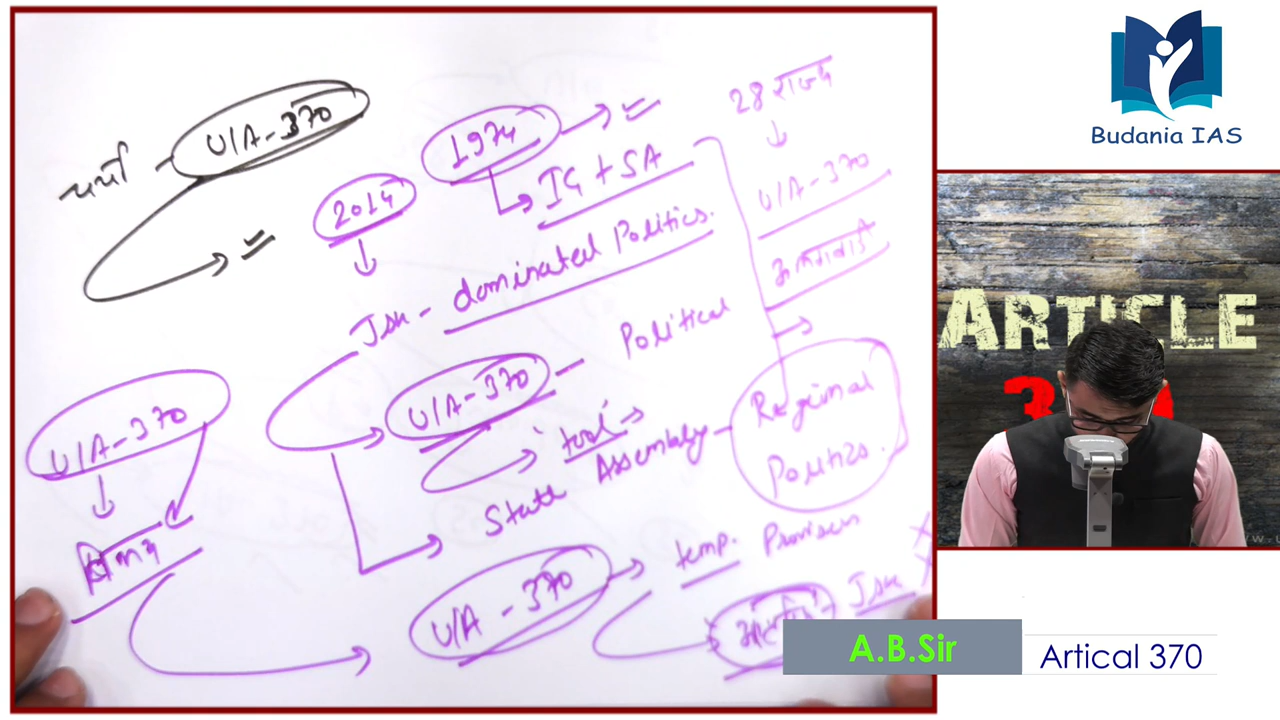 चर्चा - U/A-370
1974
28 राज्य
IG + SA
U/A-370
2014
J&K - dominated Politics.
U/A-370 - Political
'tool'
State Assembly - Regional
Politics.
U/A-370
U/A - 370
temp. Provision
J&K
Budania IAS
ARTICLE
A.B.Sir
Artical 370